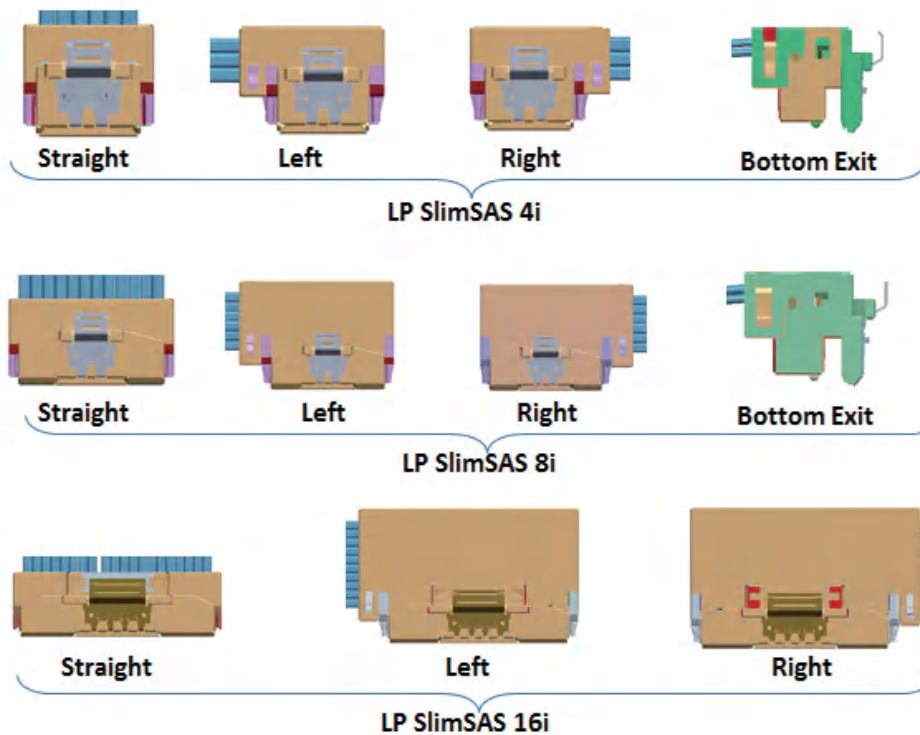 Straight Left Right Bottom Exit
LP SlimSAS 4i
Straight Left Right Bottom Exit
LP SlimSAS 8i
Straight Left Right
LP SlimSAS 16i